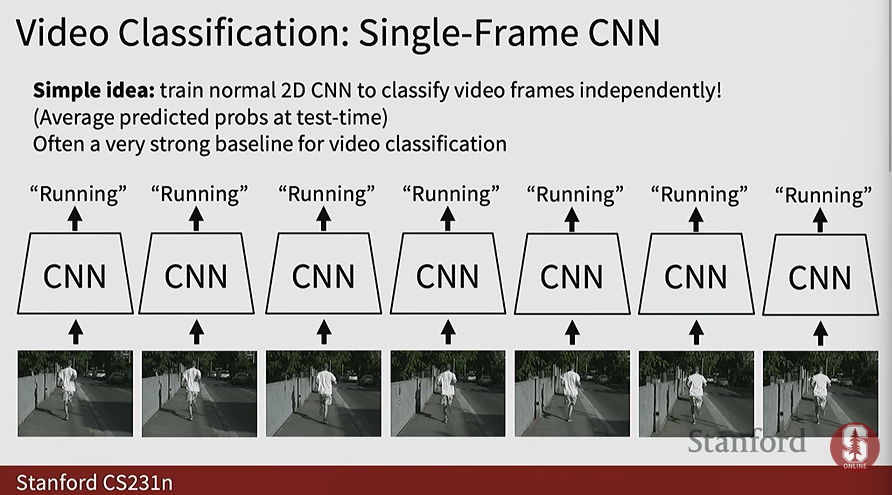 Video Classification: Single-Frame CNN
Simple idea: train normal 2D CNN to classify video frames independently!
(Average predicted probs at test-time)
Often a very strong baseline for video classification
“Running” “Running” “Running” “Running” “Running” “Running” “Running”
CNN CNN CNN CNN CNN CNN CNN
Stanford
S
ONLINE
Stanford CS231n